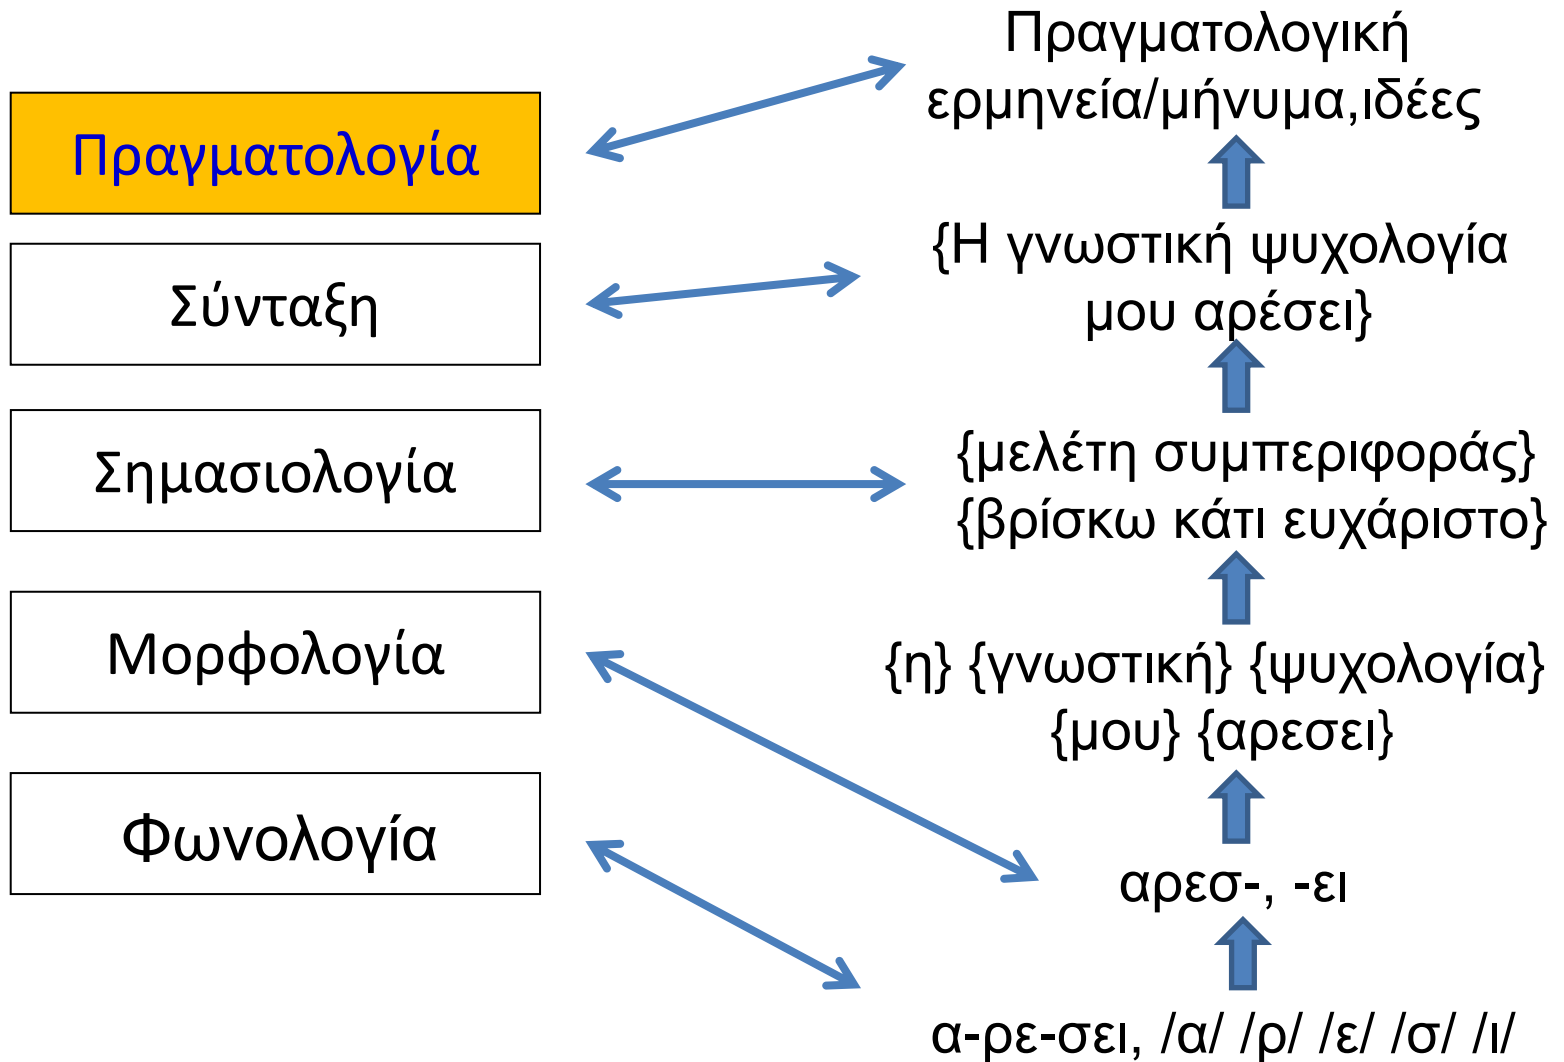 Πραγματολογία
Σύνταξη
Σημασιολογία
Μορφολογία
Φωνολογία
Πραγματολογική
ερμηνεία/μήνυμα,ιδέες
{Η γνωστική ψυχολογία
μου αρέσει}
{μελέτη συμπεριφοράς}
{βρίσκω κάτι ευχάριστο}
{η} {γνωστική} {ψυχολογία}
{μου} {αρεσει}
αρεσ-, -ει
α-ρε-σει, /α/ /ρ/ /ε/ /σ/ /ι/